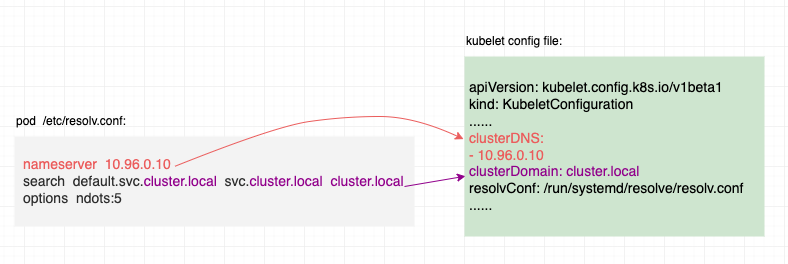 kubelet config file:
apiVersion: kubelet.config.k8s.io/v1beta1
kind: KubeletConfiguration
......
clusterDNS:
- 10.96.0.10
clusterDomain: cluster.local
resolvConf: /run/systemd/resolve/resolv.conf
......
pod /etc/resolv.conf:
nameserver 10.96.0.10
search default.svc.cluster.local svc.cluster.local cluster.local
options ndots:5